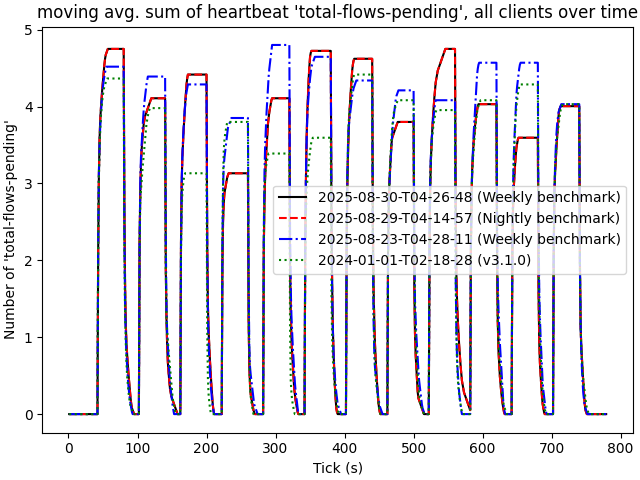 moving avg. sum of heartbeat 'total-flows-pending', all clients over time
Number of 'total-flows-pending'
5
4
3
2
1
0
2025-08-30-T04-26-48 (Weekly benchmark)
2025-08-29-T04-14-57 (Nightly benchmark)
2025-08-23-T04-28-11 (Weekly benchmark)
2024-01-01-T02-18-28 (v3.1.0)
0 100 200 300 400 500 600 700 800
Tick (s)